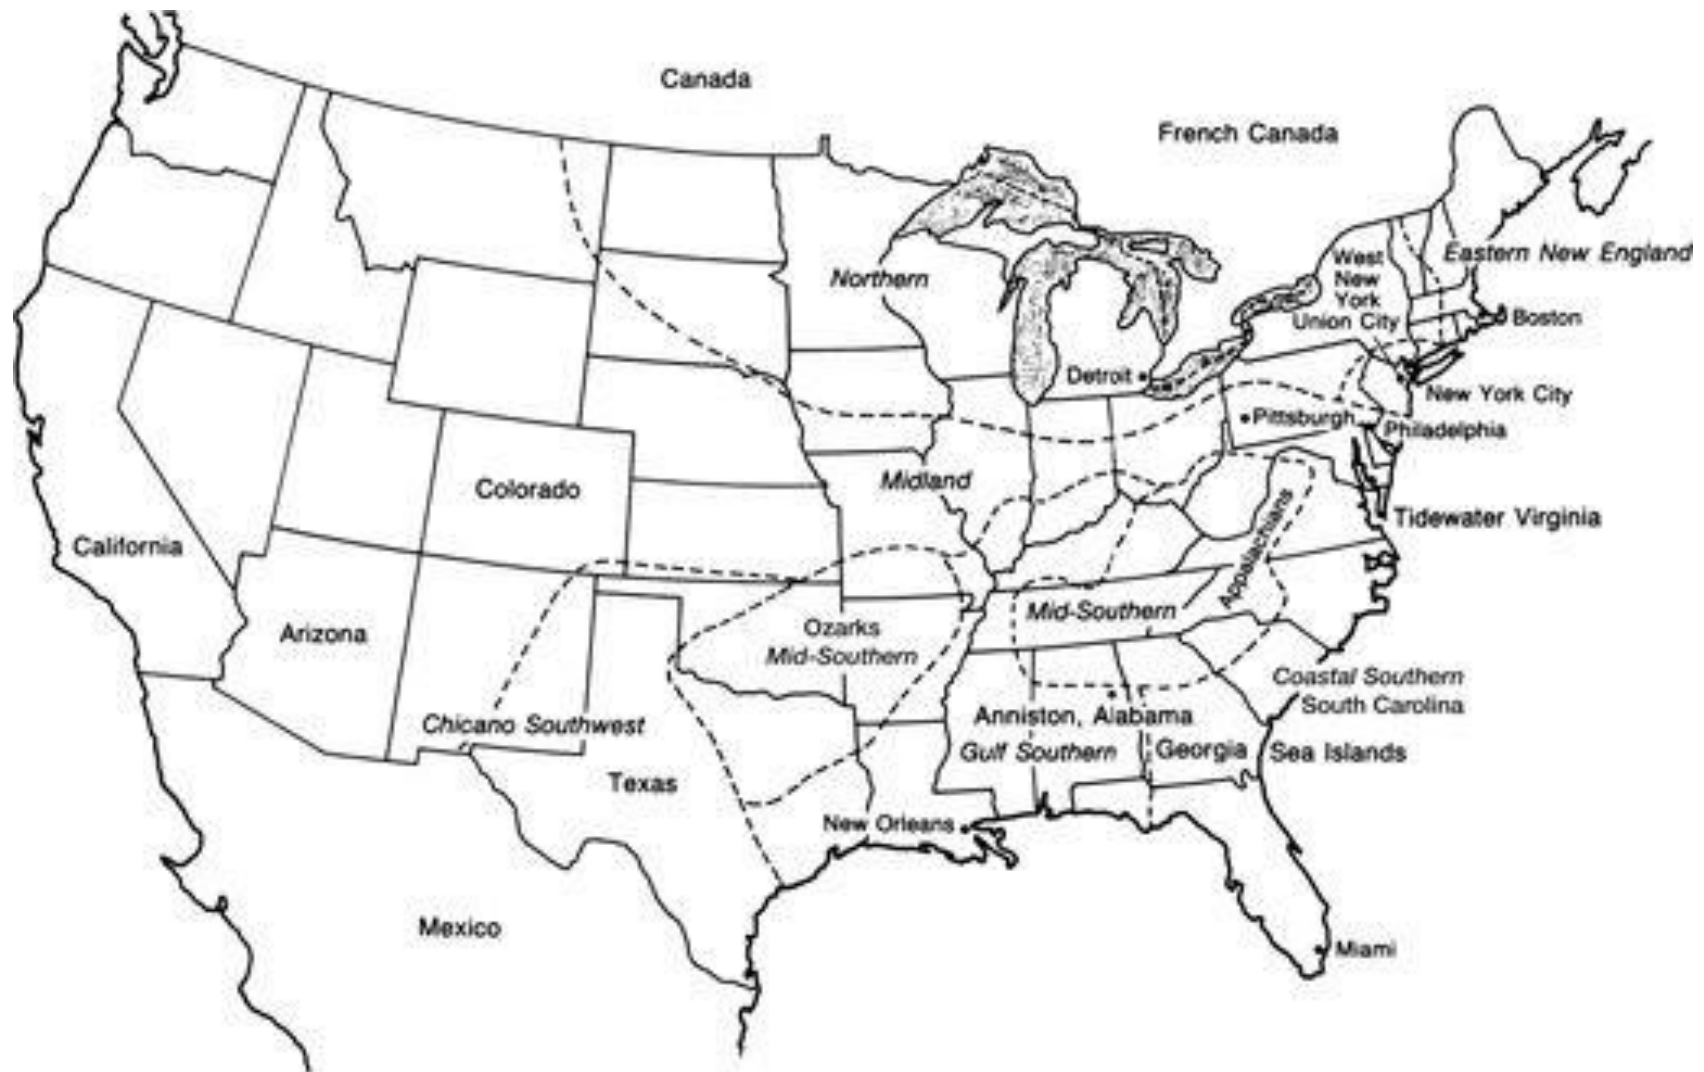 Canada
French Canada
West
New
York
Eastern New England
Northern
Union City
Boston
Detroit
New York City
Pittsburgh
Philadelphia
Midland
Colorado
Appalachians
Tidewater Virginia
California
Arizona
Ozarks
Mid-Southern
Mid-Southern
Coastal Southern
South Carolina
Chicano Southwest
Anniston, Alabama
Gulf Southern
Georgia
Sea Islands
Texas
New Orleans
Mexico
Miami